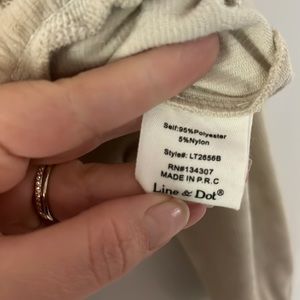 Self:95%Polyester
5%Nylon
Style#: LT2656B
RN#134307
MADE IN P.R.C
Line & Dot®